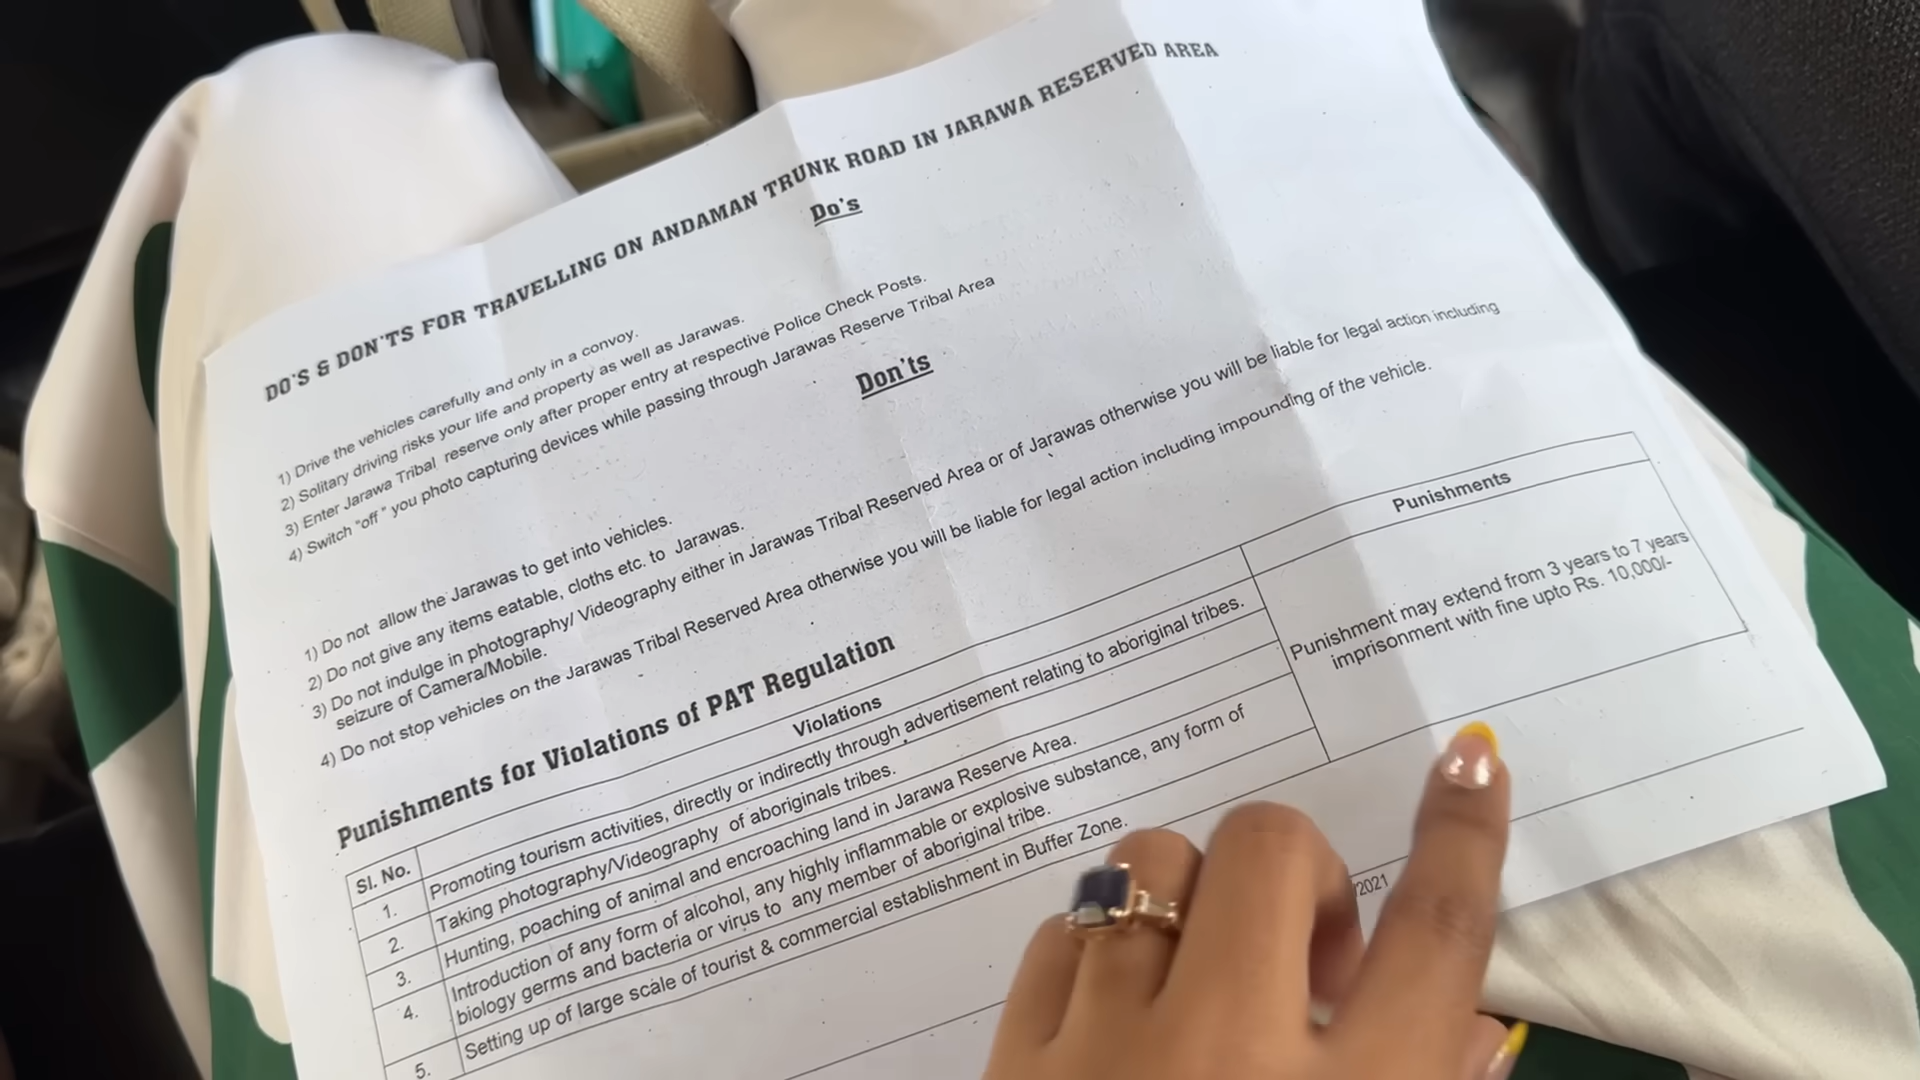 DO'S & DON'TS FOR TRAVELLING ON ANDAMAN TRUNK ROAD IN JARAWA RESERVED AREA
Do's
1) Drive the vehicles carefully and only in a convoy.
2) Solitary driving risks your life and property as well as Jarawas.
3) Enter Jarawa Tribal reserve only after proper entry at respective Police Check Posts.
4) Switch "off" you photo capturing devices while passing through Jarawas Reserve Tribal Area
Don'ts
1) Do not allow the Jarawas to get into vehicles.
2) Do not give any items eatable, cloths etc. to Jarawas.
3) Do not indulge in photography/ Videography either in Jarawas Tribal Reserved Area or of Jarawas otherwise you will be liable for legal action including
seizure of Camera/Mobile.
4) Do not stop vehicles on the Jarawas Tribal Reserved Area otherwise you will be liable for legal action including impounding of the vehicle.
Punishments for Violations of PAT Regulation
Sl. No. Violations Punishments
1. Promoting tourism activities, directly or indirectly through advertisement relating to aboriginal tribes.
2. Taking photography/Videography of aboriginals tribes.
3. Hunting, poaching of animal and encroaching land in Jarawa Reserve Area.
4. Introduction of any form of alcohol, any highly inflammable or explosive substance, any form of
biology germs and bacteria or virus to any member of aboriginal tribe.
5. Setting up of large scale of tourist & commercial establishment in Buffer Zone.
Punishment may extend from 3 years to 7 years
imprisonment with fine upto Rs. 10,000/-
/2021